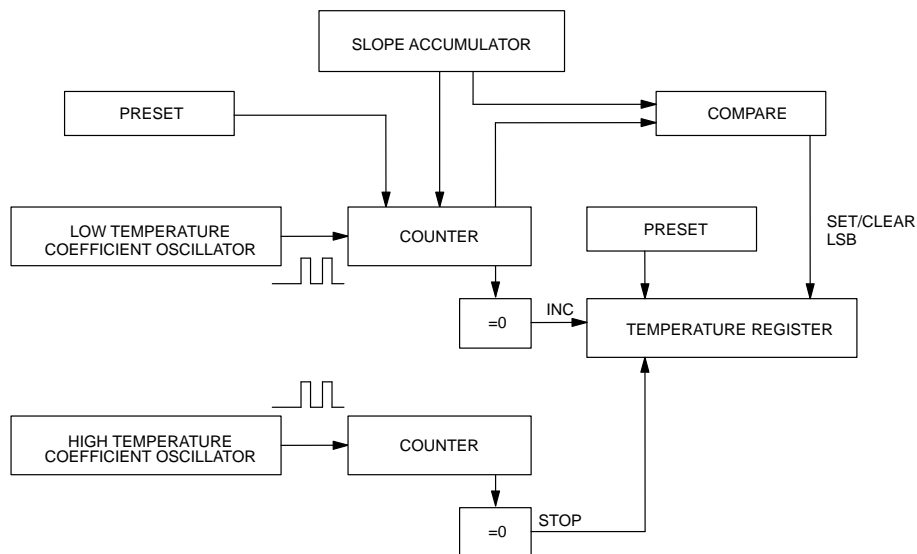 SLOPE ACCUMULATOR
PRESET
COMPARE
LOW TEMPERATURE
COEFFICIENT OSCILLATOR
COUNTER
PRESET
SET/CLEAR
LSB
=0
INC
TEMPERATURE REGISTER
HIGH TEMPERATURE
COEFFICIENT OSCILLATOR
COUNTER
=0
STOP